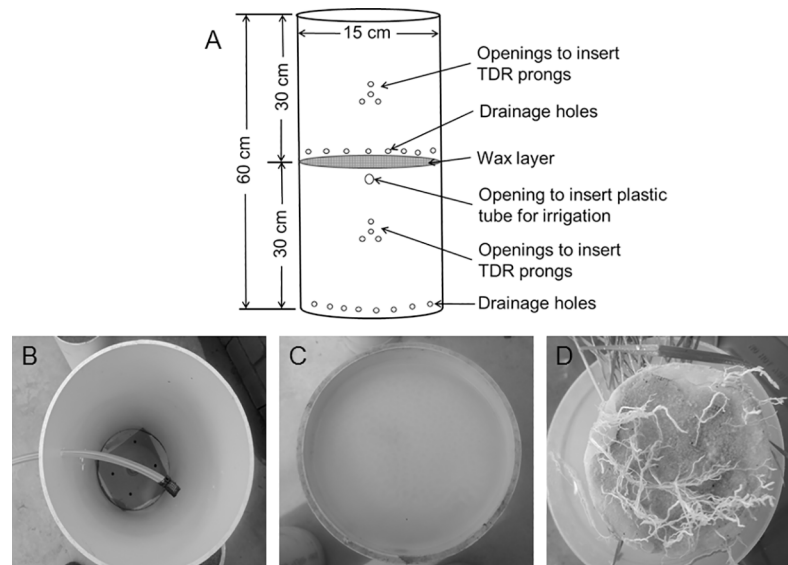 A
15 cm
30 cm
60 cm
30 cm
Openings to insert
TDR prongs
Drainage holes
Wax layer
Opening to insert plastic
tube for irrigation
Openings to insert
TDR prongs
Drainage holes
B
C
D